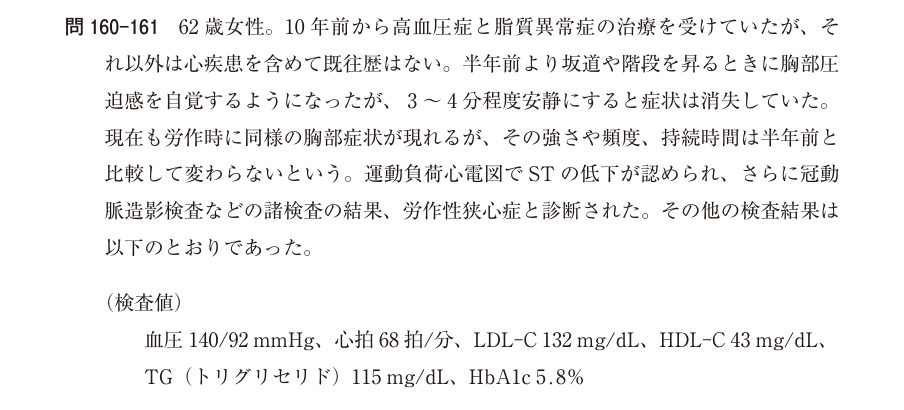 問 160-161　62 歳女性。10 年前から高血圧症と脂質異常症の治療を受けていたが、そ
れ以外は心疾患を含めて既往歴はない。半年前より坂道や階段を昇るときに胸部圧
迫感を自覚するようになったが、3 〜 4 分程度安静にすると症状は消失していた。
現在も労作時に同様の胸部症状が現れるが、その強さや頻度、持続時間は半年前と
比較して変わらないという。運動負荷心電図で ST の低下が認められ、さらに冠動
脈造影検査などの諸検査の結果、労作性狭心症と診断された。その他の検査結果は
以下のとおりであった。
（検査値）
血圧 140/92 mmHg、心拍 68 拍/分、LDL-C 132 mg/dL、HDL-C 43 mg/dL、
TG（トリグリセリド）115 mg/dL、HbA1c 5.8%